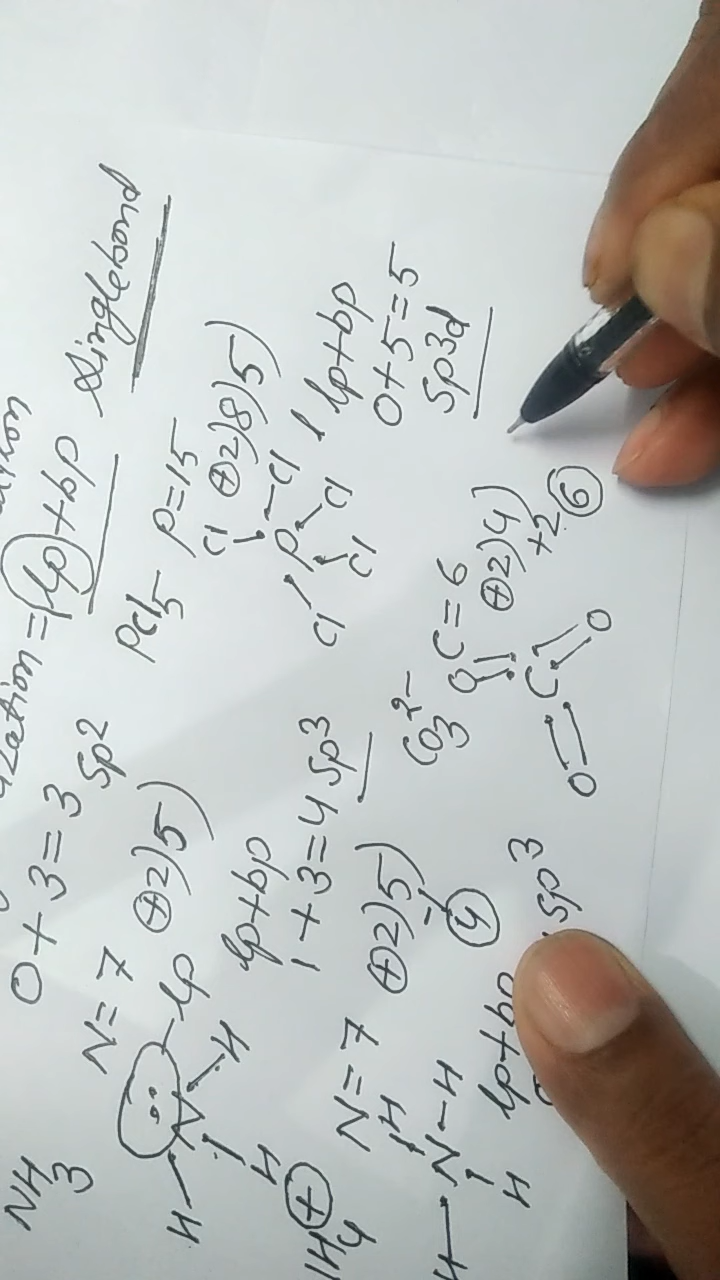 lization = lp + bp Singlebond
0 + 3 = 3
Sp2
NH3 N = 7 +)2)5)
lp
N
H H H
lp + bp
1 + 3 = 4 Sp3
PCl5 P = 15
+)2)8)5)
Cl Cl
P
Cl Cl Cl
lp + bp
0 + 5 = 5
Sp3d
H4+ N = 7 +)2)5)
- 1
4
H
H N - H
H
lp + bp
Sp3
CO3 2- C = 6
+)2)4)
+2
6
O
C
O O